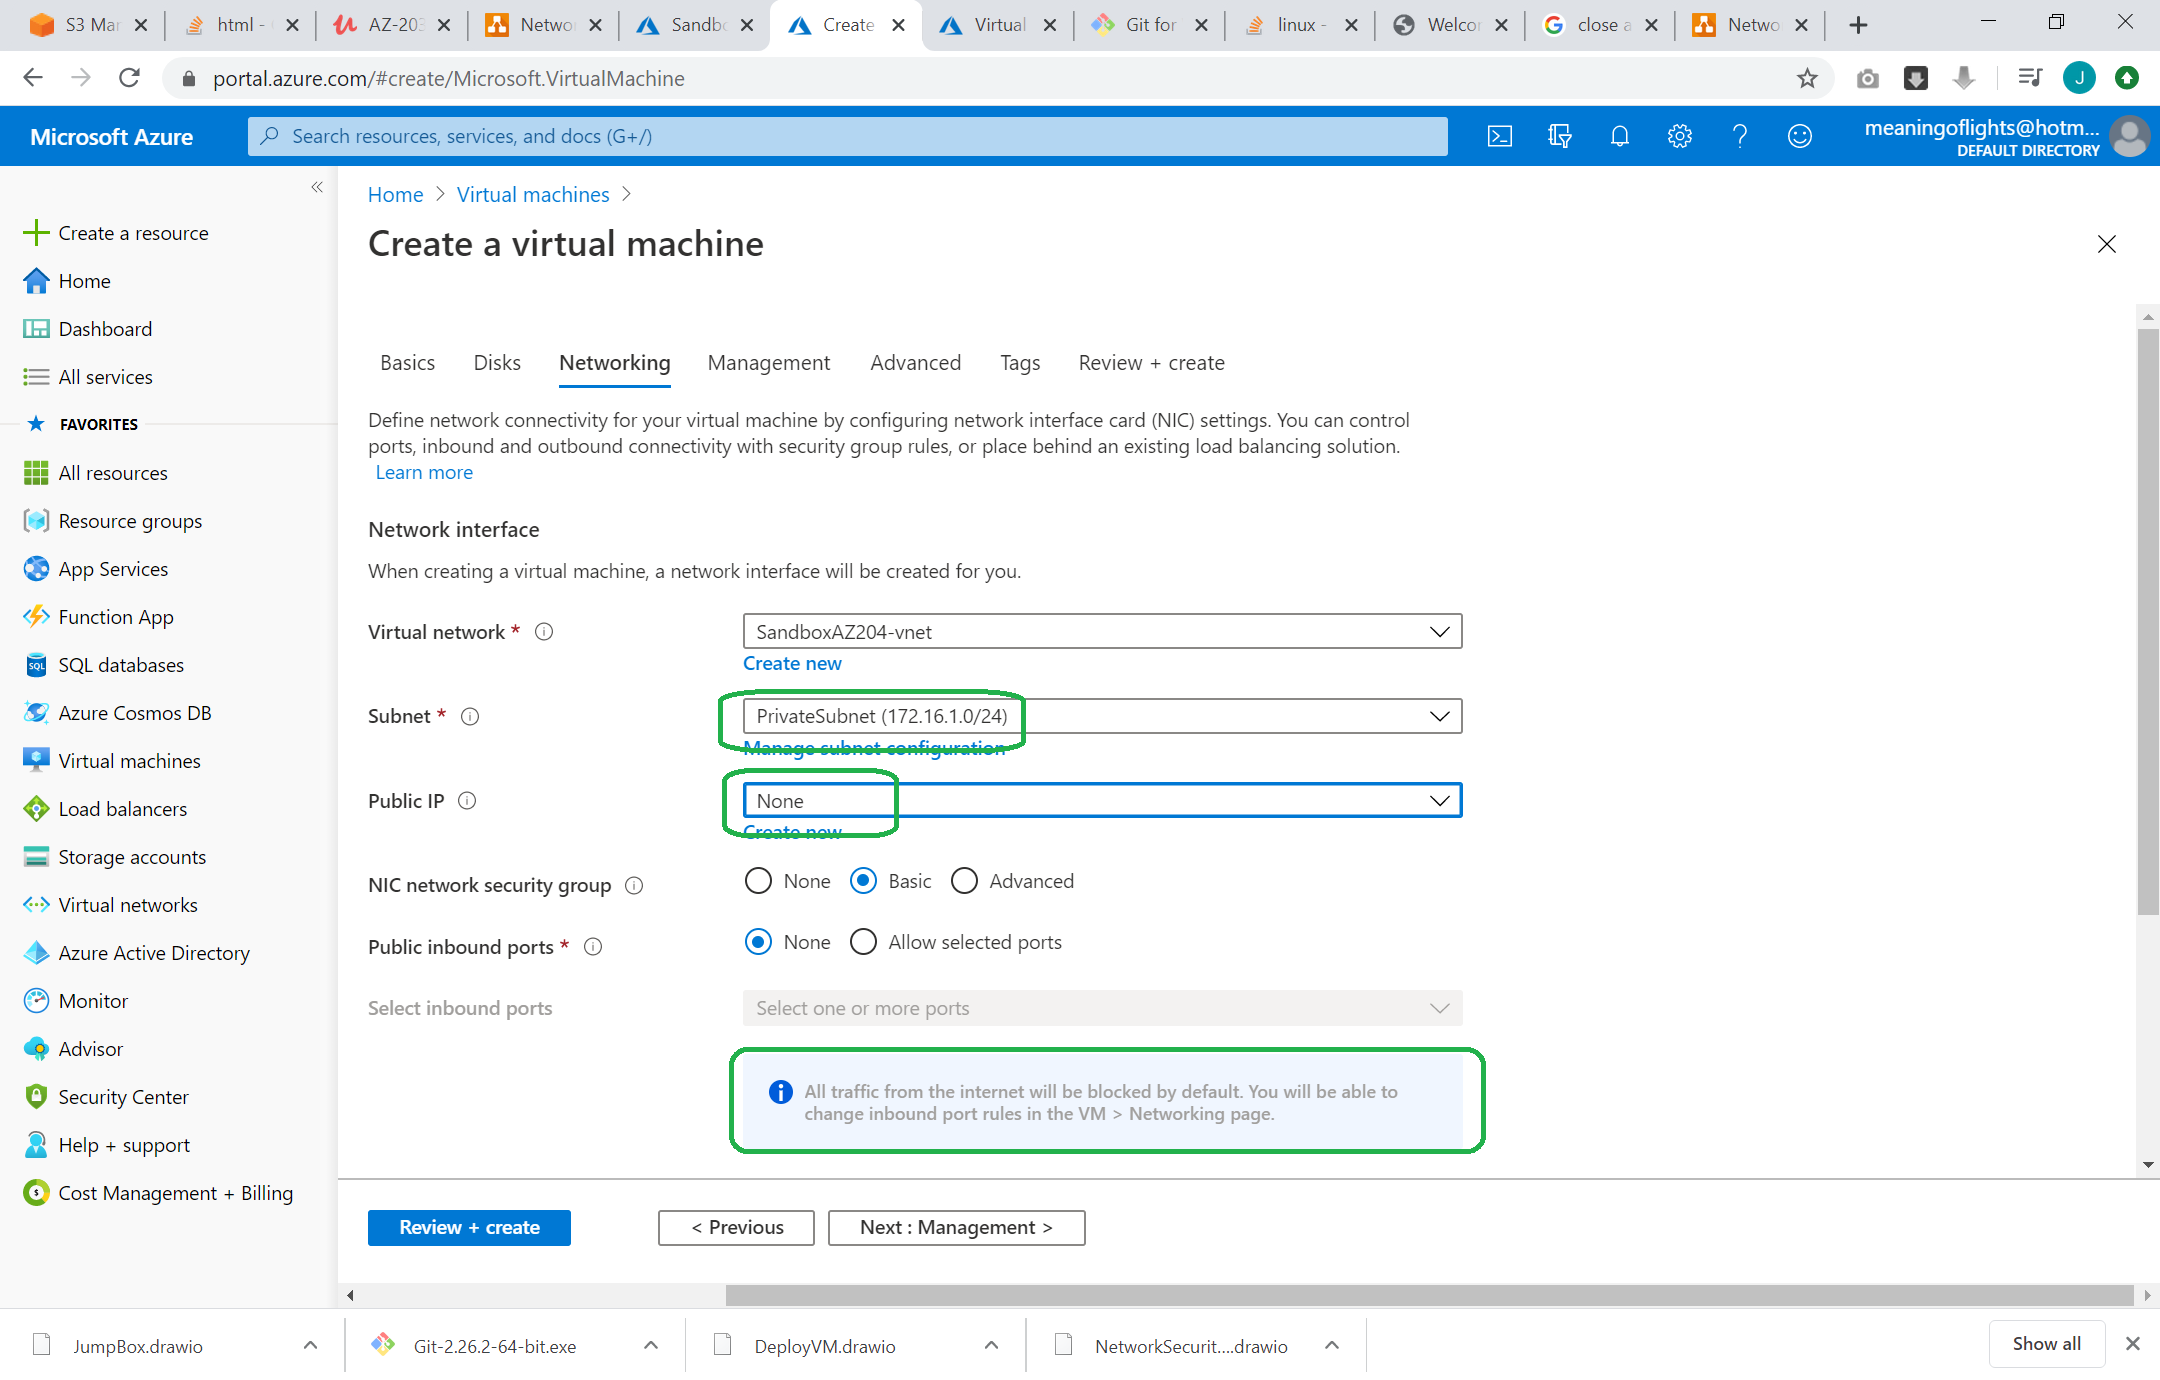 S3 Mar
html -
AZ-203
Networ
Sandbo
Create
Virtual
Git for
linux -
Welcor
close a
Netwo
portal.azure.com/#create/Microsoft.VirtualMachine
J
Microsoft Azure
Search resources, services, and docs (G+/)
meaningoflights@hotm...
DEFAULT DIRECTORY
Create a resource
Home
Dashboard
All services
FAVORITES
All resources
Resource groups
App Services
Function App
SQL databases
Azure Cosmos DB
Virtual machines
Load balancers
Storage accounts
Virtual networks
Azure Active Directory
Monitor
Advisor
Security Center
Help + support
Cost Management + Billing
Home > Virtual machines >
Create a virtual machine
Basics Disks Networking Management Advanced Tags Review + create
Define network connectivity for your virtual machine by configuring network interface card (NIC) settings. You can control
ports, inbound and outbound connectivity with security group rules, or place behind an existing load balancing solution.
Learn more
Network interface
When creating a virtual machine, a network interface will be created for you.
Virtual network * SandboxAZ204-vnet
Create new
Subnet * PrivateSubnet (172.16.1.0/24)
Manage subnet configuration
Public IP None
Create new
NIC network security group None Basic Advanced
Public inbound ports * None Allow selected ports
Select inbound ports Select one or more ports
All traffic from the internet will be blocked by default. You will be able to
change inbound port rules in the VM > Networking page.
Review + create
< Previous
Next : Management >
JumpBox.drawio
Git-2.26.2-64-bit.exe
DeployVM.drawio
NetworkSecurit....drawio
Show all